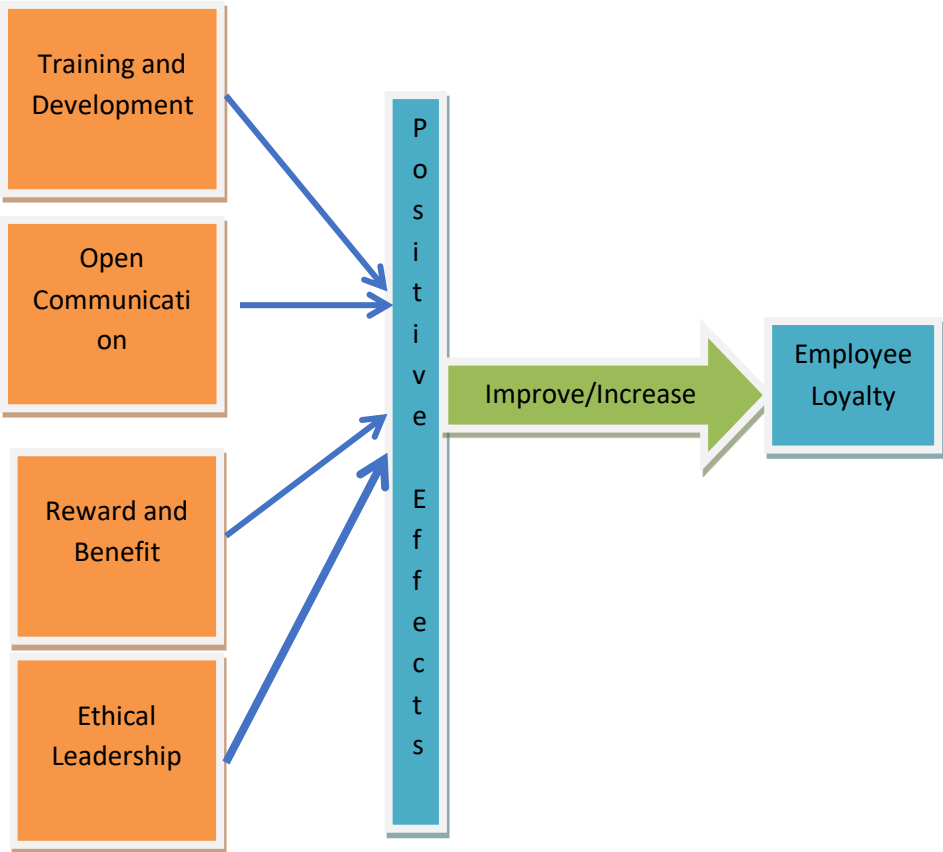 Training and
Development
Open
Communicati
on
Reward and
Benefit
Ethical
Leadership
P
o
s
i
t
i
v
e
E
f
f
e
c
t
s
Improve/Increase
Employee
Loyalty